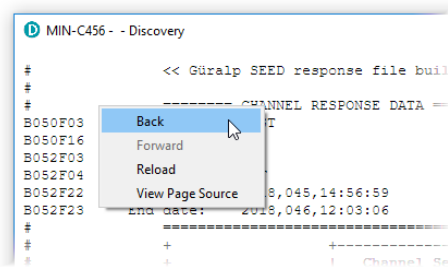 MIN-C456 - - Discovery
# << Güralp SEED response file buil
#
# ======== CHANNEL RESPONSE DATA ==
B050F03 T
B050F16
B052F03
B052F04
B052F22 8,045,14:56:59
B052F23 End date: 2018,046,12:03:06
# ==================================
# + +------------
# + | Channel Se
Back
Forward
Reload
View Page Source